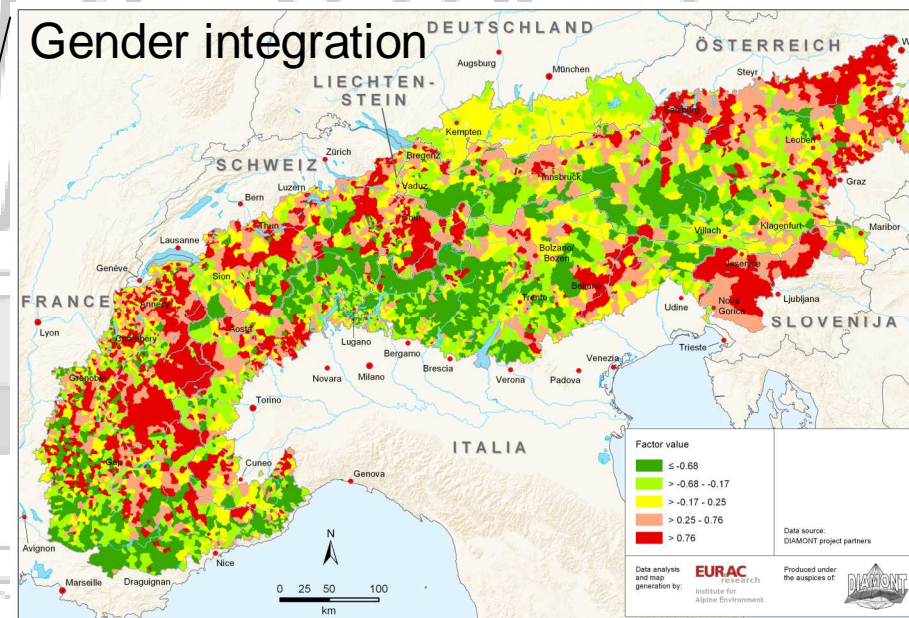 Gender integration
DEUTSCHLAND
ÖSTERREICH
Augsburg
München
Steyr
LIECHTEN-
STEIN
Kempten
Salzburg
Leoben
Zürich
Bregenz
SCHWEIZ
Innsbruck
Luzern
Vaduz
Graz
Bern
Chur
Thun
Villach
Klagenfurt
Maribor
Lausanne
Bolzano/
Bozen
Genève
Sion
Jesenice
Belluno
FRANCE
Annecy
Trento
Nova
Gorica
Ljubljana
Udine
Lyon
Aosta
SLOVENIJA
Chambéry
Lugano
Trieste
Bergamo
Venezia
Brescia
Grenoble
Novara
Milano
Verona
Padova
Torino
ITALIA
Gap
Cuneo
Genova
Avignon
Nice
Marseille
Draguignan
N
0 25 50 100
km
Factor value
≤ -0.68
> -0.68 - -0.17
> -0.17 - 0.25
> 0.25 - 0.76
> 0.76
Data source:
DIAMONT project partners
Data analysis
and map
generation by:
EURAC
research
Institute for
Alpine Environment
Produced under
the auspices of:
DIAMONT